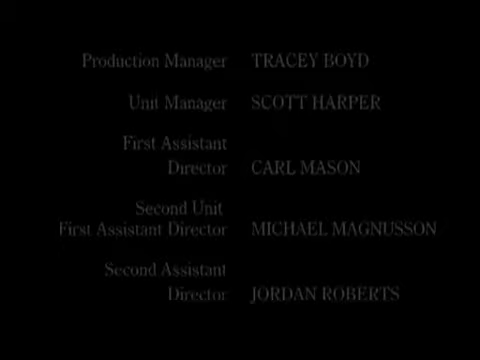 Production Manager TRACEY BOYD
Unit Manager SCOTT HARPER
First Assistant
Director CARL MASON
Second Unit
First Assistant Director MICHAEL MAGNUSSON
Second Assistant
Director JORDAN ROBERTS